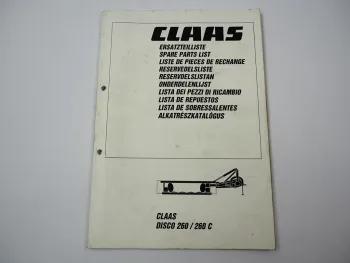 CLAAS
ERSATZTEILLISTE
SPARE PARTS LIST
LISTE DE PIECES DE RECHANGE
RESERVEDELSLISTE
RESERVDELSLISTAN
ONDERDELENLIJST
LISTA DEI PEZZI DI RICAMBIO
LISTA DE REPUESTOS
LISTA DE SOBRESSALENTES
ALKATRÉSZKATALÓGUS
CLAAS
DISCO 260 / 260 C